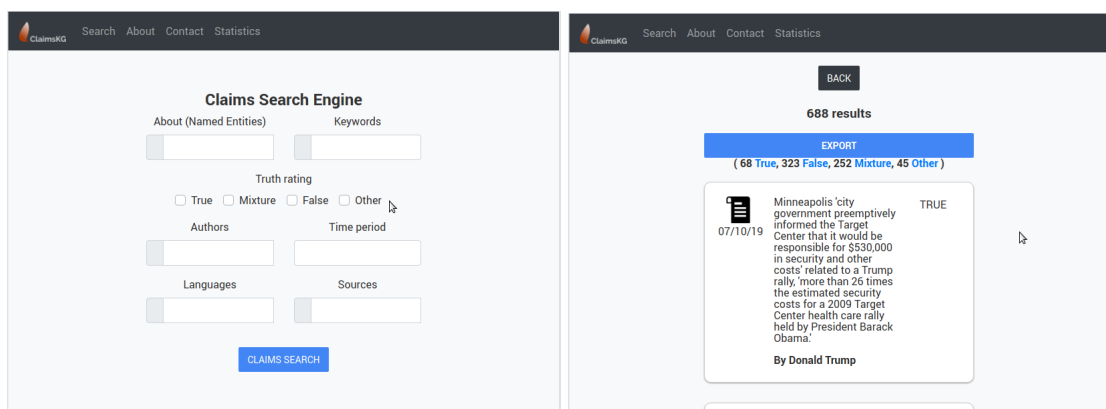 ClaimsKG Search About Contact Statistics
Claims Search Engine
About (Named Entities) Keywords
Truth rating
True Mixture False Other
Authors Time period
Languages Sources
CLAIMS SEARCH
ClaimsKG Search About Contact Statistics
BACK
688 results
EXPORT
( 68 True, 323 False, 252 Mixture, 45 Other )
07/10/19
Minneapolis 'city
government preemptively
informed the Target
Center that it would be
responsible for $530,000
in security and other
costs' related to a Trump
rally, 'more than 26 times
the estimated security
costs for a 2009 Target
Center health care rally
held by President Barack
Obama.'
By Donald Trump
TRUE